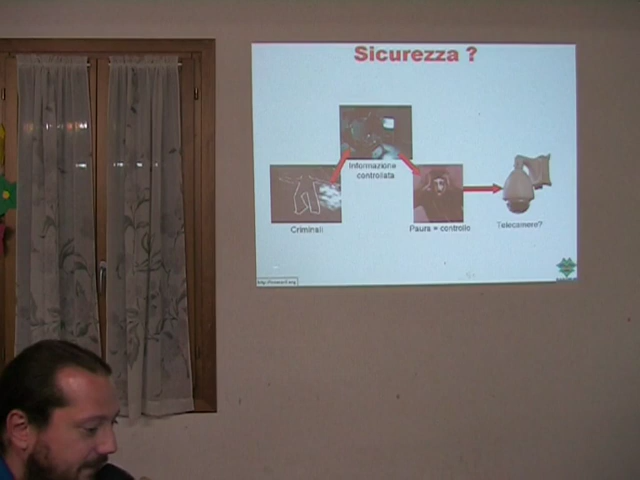 Sicurezza ?
Informazione
controllata
Criminali
Paura = controllo
Telecamere?